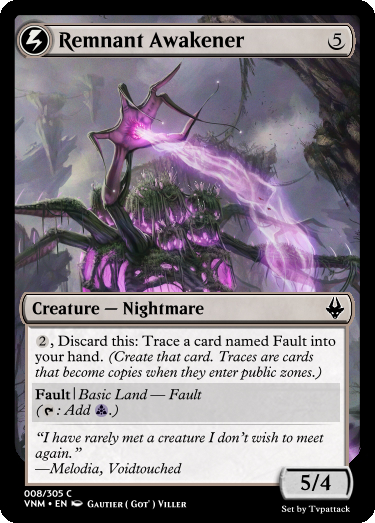 Remnant Awakener 5
Creature — Nightmare
2, Discard this: Trace a card named Fault into
your hand. (Create that card. Traces are cards
that become copies when they enter public zones.)
Fault | Basic Land — Fault
( : Add .)
"I have rarely met a creature I don't wish to meet
again."
—Melodia, Voidtouched
5/4
008/305 C
VNM • EN Gautier ( Got' ) Viller
Set by Tvpattack